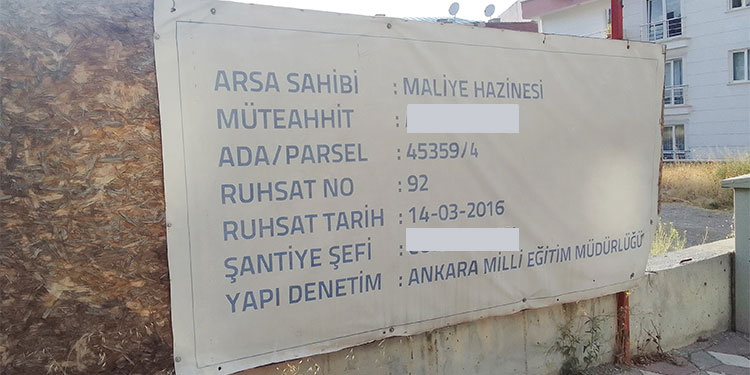 ARSA SAHİBİ : MALİYE HAZİNESİ
MÜTEAHHİT :
ADA/PARSEL : 45359/4
RUHSAT NO : 92
RUHSAT TARİH : 14-03-2016
ŞANTİYE ŞEFİ :
YAPI DENETİM : ANKARA MİLLİ EĞİTİM MÜDÜRLÜĞÜ